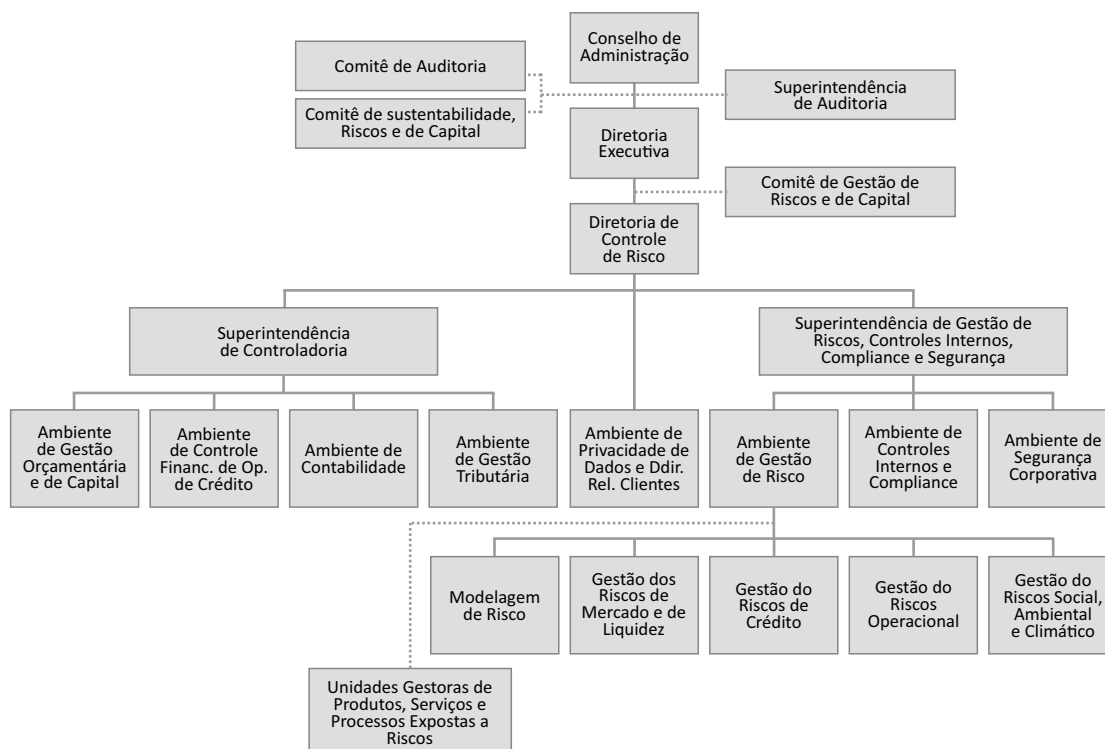 Conselho de
Administração
Comitê de Auditoria
Superintendência
de Auditoria
Comitê de sustentabilidade,
Riscos e de Capital
Diretoria
Executiva
Comitê de Gestão de
Riscos e de Capital
Diretoria de
Controle
de Risco
Superintendência
de Controladoria
Superintendência de Gestão de
Riscos, Controles Internos,
Compliance e Segurança
Ambiente
de Gestão
Orçamentária
e de Capital
Ambiente
de Controle
Financ. de Op.
de Crédito
Ambiente de
Contabilidade
Ambiente
de Gestão
Tributária
Ambiente de
Privacidade de
Dados e Ddir.
Rel. Clientes
Ambiente
de Gestão
de Risco
Ambiente de
Controles
Internos e
Compliance
Ambiente de
Segurança
Corporativa
Modelagem
de Risco
Gestão dos
Riscos de
Mercado e de
Liquidez
Gestão do
Riscos de
Crédito
Gestão do
Riscos
Operacional
Gestão do
Riscos Social,
Ambiental
e Climático
Unidades Gestoras de
Produtos, Serviços e
Processos Expostas a
Riscos